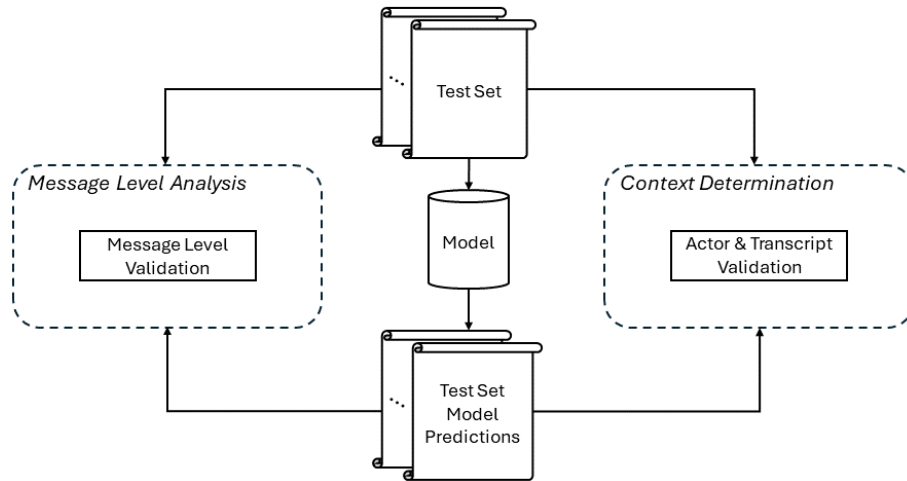 Test Set
Message Level Analysis
Message Level
Validation
Model
Context Determination
Actor & Transcript
Validation
Test Set
Model
Predictions